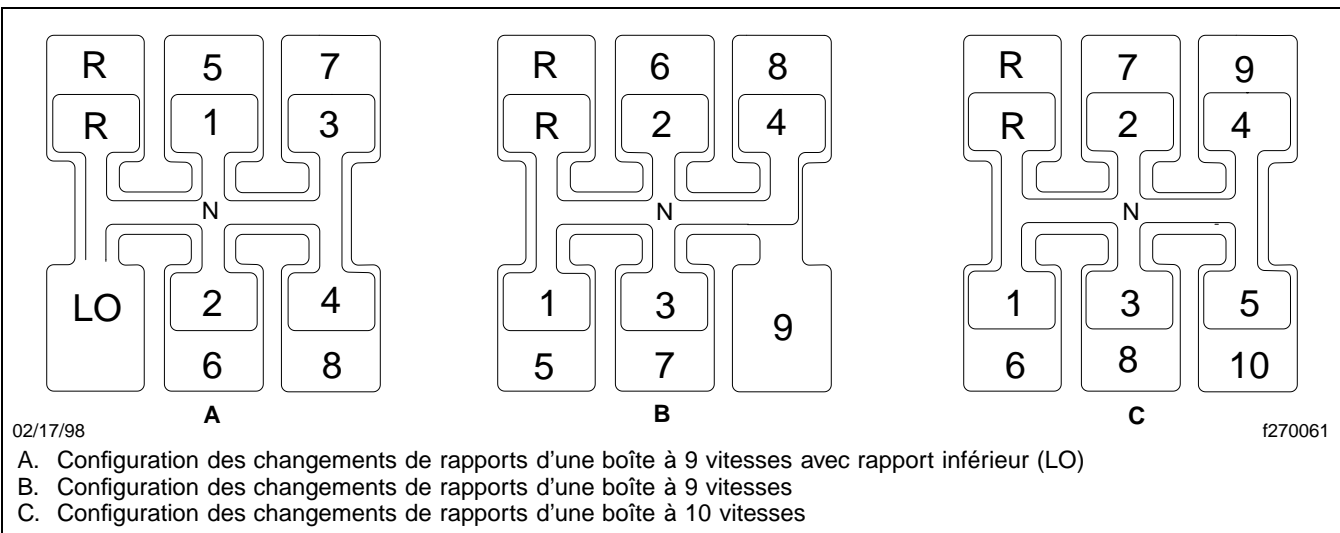 R 5 7 R 6 8 R 7 9
R 1 3 R 2 4 R 2 4
N N N
LO 2 4 1 3 9 1 3 5
6 8 5 7 6 8 10
A B C
02/17/98 f270061
A. Configuration des changements de rapports d'une boîte à 9 vitesses avec rapport inférieur (LO)
B. Configuration des changements de rapports d'une boîte à 9 vitesses
C. Configuration des changements de rapports d'une boîte à 10 vitesses